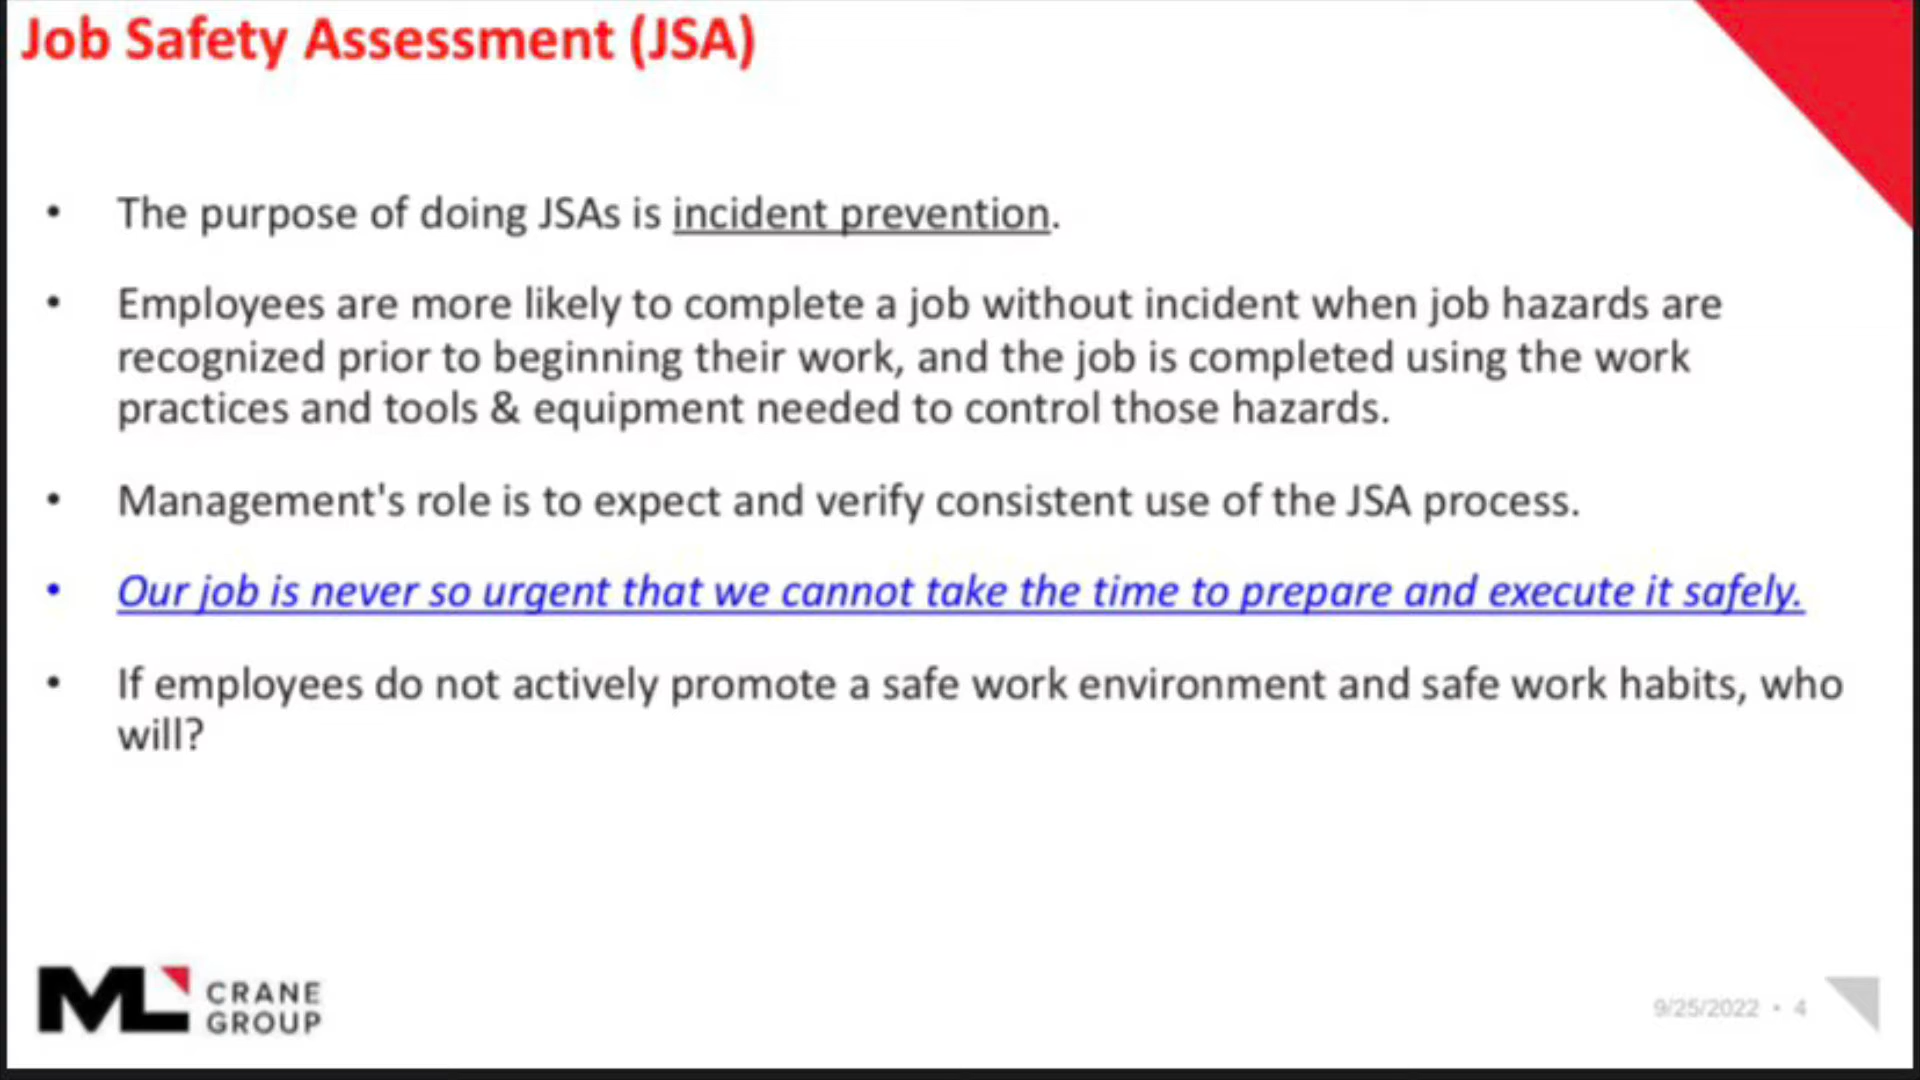 Job Safety Assessment (JSA)
• The purpose of doing JSAs is incident prevention.
• Employees are more likely to complete a job without incident when job hazards are
recognized prior to beginning their work, and the job is completed using the work
practices and tools & equipment needed to control those hazards.
• Management's role is to expect and verify consistent use of the JSA process.
• Our job is never so urgent that we cannot take the time to prepare and execute it safely.
• If employees do not actively promote a safe work environment and safe work habits, who
will?
ML CRANE
GROUP
9/25/2022 • 4